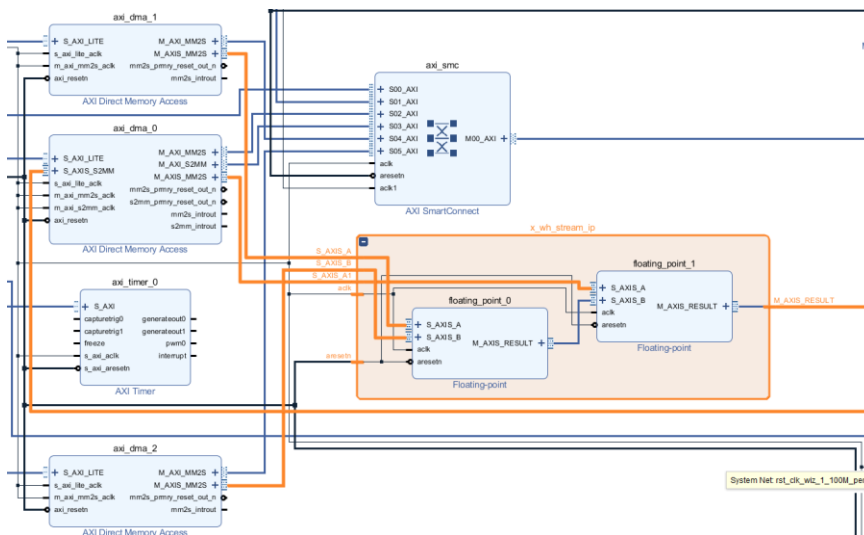 axi_dma_1
S_AXI_LITE
s_axi_lite_aclk
m_axi_mm2s_aclk
axi_resetn
M_AXI_MM2S
M_AXIS_MM2S
mm2s_prmry_reset_out_n
mm2s_introut
AXI Direct Memory Access
axi_smc
S00_AXI
S01_AXI
S02_AXI
S03_AXI
S04_AXI
S05_AXI
aclk
aresetn
aclk1
M00_AXI
AXI SmartConnect
axi_dma_0
S_AXI_LITE
S_AXIS_S2MM
s_axi_lite_aclk
m_axi_mm2s_aclk
m_axi_s2mm_aclk
axi_resetn
M_AXI_MM2S
M_AXI_S2MM
M_AXIS_MM2S
mm2s_prmry_reset_out_n
s2mm_prmry_reset_out_n
mm2s_introut
s2mm_introut
AXI Direct Memory Access
x_wh_stream_ip
S_AXIS_A
S_AXIS_B
S_AXIS_A1
aclk
aresetn
floating_point_1
S_AXIS_A
S_AXIS_B
aclk
aresetn
M_AXIS_RESULT
Floating-point
M_AXIS_RESULT
floating_point_0
S_AXIS_A
S_AXIS_B
aclk
aresetn
M_AXIS_RESULT
Floating-point
axi_timer_0
S_AXI
capturetrig0
capturetrig1
freeze
s_axi_aclk
s_axi_aresetn
generateout0
generateout1
pwm0
interrupt
AXI Timer
axi_dma_2
S_AXI_LITE
s_axi_lite_aclk
m_axi_mm2s_aclk
axi_resetn
M_AXI_MM2S
M_AXIS_MM2S
mm2s_prmry_reset_out_n
mm2s_introut
AXI Direct Memory Access
System Net: rst_clk_wiz_1_100M_pe